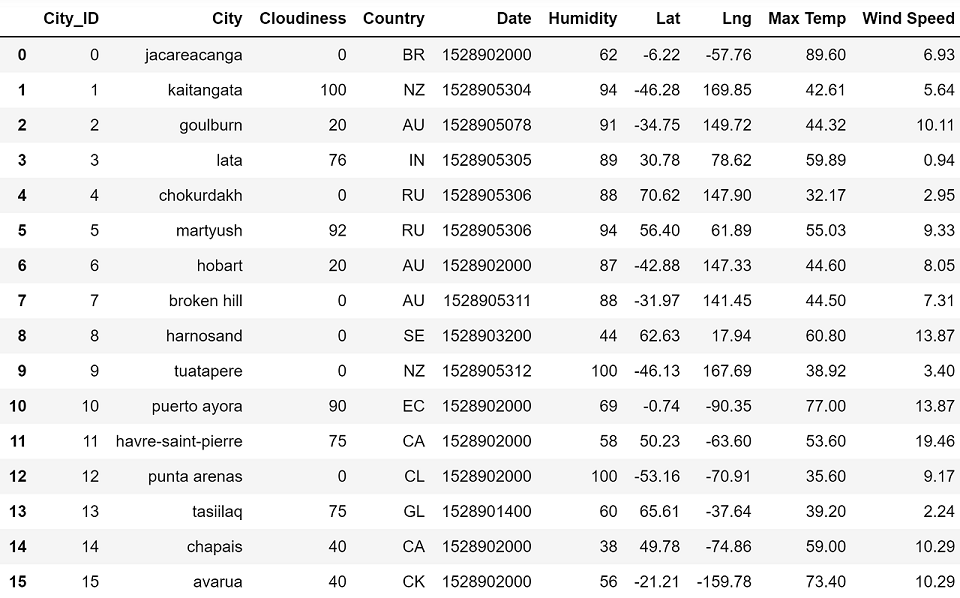 City_ID City Cloudiness Country Date Humidity Lat Lng Max Temp Wind Speed
0 0 jacareacanga 0 BR 1528902000 62 -6.22 -57.76 89.60 6.93
1 1 kaitangata 100 NZ 1528905304 94 -46.28 169.85 42.61 5.64
2 2 goulburn 20 AU 1528905078 91 -34.75 149.72 44.32 10.11
3 3 lata 76 IN 1528905305 89 30.78 78.62 59.89 0.94
4 4 chokurdakh 0 RU 1528905306 88 70.62 147.90 32.17 2.95
5 5 martyush 92 RU 1528905306 94 56.40 61.89 55.03 9.33
6 6 hobart 20 AU 1528902000 87 -42.88 147.33 44.60 8.05
7 7 broken hill 0 AU 1528905311 88 -31.97 141.45 44.50 7.31
8 8 harnosand 0 SE 1528903200 44 62.63 17.94 60.80 13.87
9 9 tuatapere 0 NZ 1528905312 100 -46.13 167.69 38.92 3.40
10 10 puerto ayora 90 EC 1528902000 69 -0.74 -90.35 77.00 13.87
11 11 havre-saint-pierre 75 CA 1528902000 58 50.23 -63.60 53.60 19.46
12 12 punta arenas 0 CL 1528902000 100 -53.16 -70.91 35.60 9.17
13 13 tasiilaq 75 GL 1528901400 60 65.61 -37.64 39.20 2.24
14 14 chapais 40 CA 1528902000 38 49.78 -74.86 59.00 10.29
15 15 avarua 40 CK 1528902000 56 -21.21 -159.78 73.40 10.29